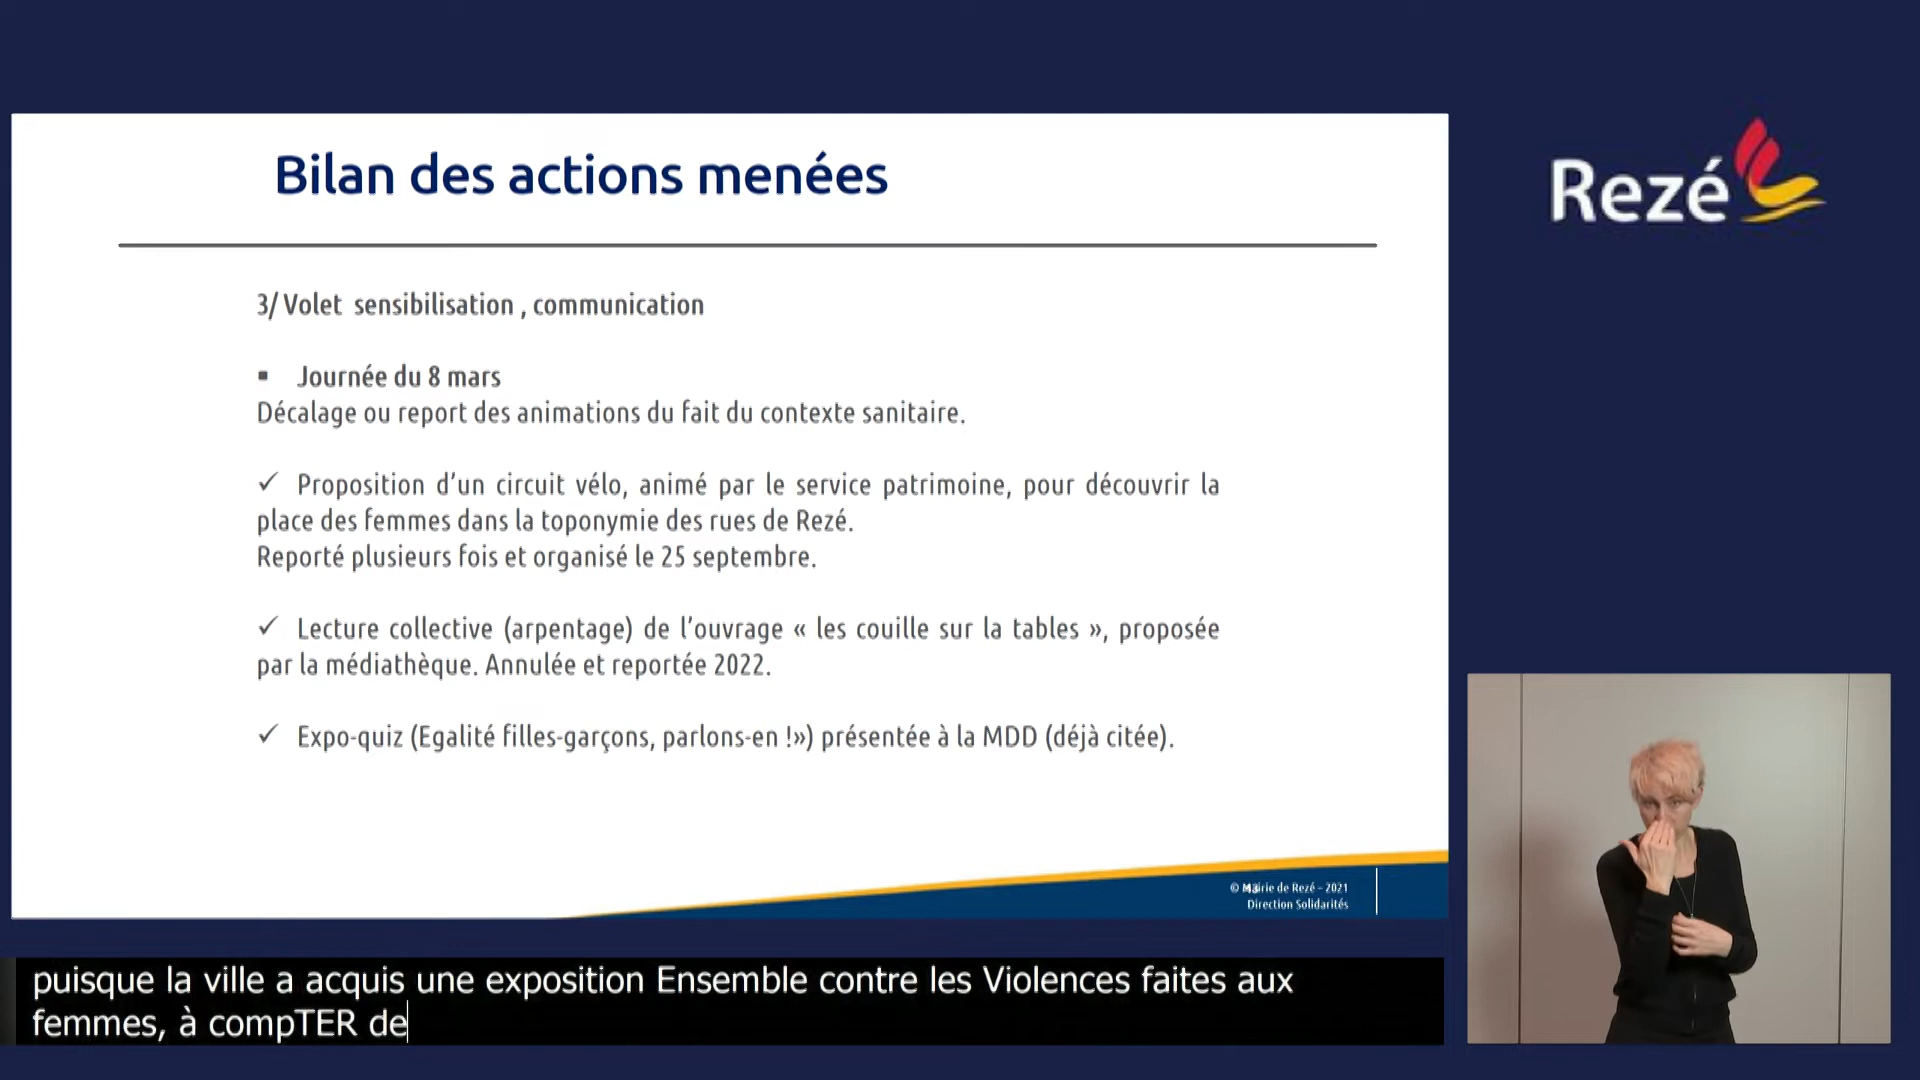 Bilan des actions menées
Rezé
3/ Volet sensibilisation , communication
▪ Journée du 8 mars
Décalage ou report des animations du fait du contexte sanitaire.
✓ Proposition d’un circuit vélo, animé par le service patrimoine, pour découvrir la
place des femmes dans la toponymie des rues de Rezé.
Reporté plusieurs fois et organisé le 25 septembre.
✓ Lecture collective (arpentage) de l’ouvrage « les couille sur la tables », proposée
par la médiathèque. Annulée et reportée 2022.
✓ Expo-quiz (Egalité filles-garçons, parlons-en !») présentée à la MDD (déjà citée).
© Mairie de Rezé – 2021
Direction Solidarités
puisque la ville a acquis une exposition Ensemble contre les Violences faites aux
femmes, à compTER de